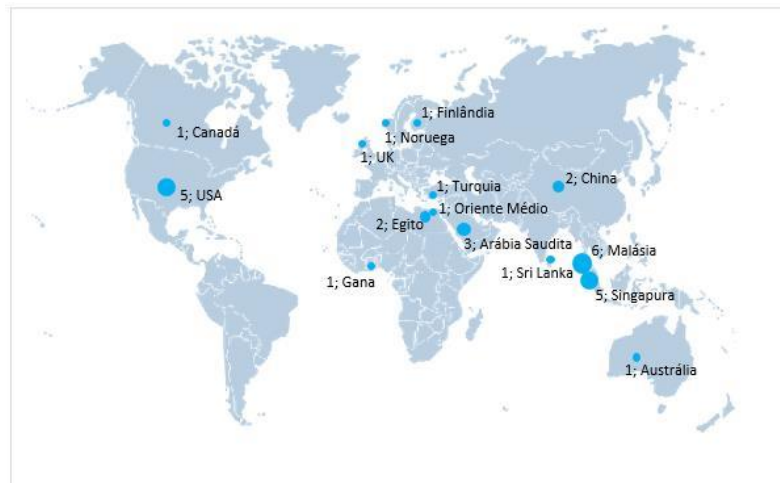 1; Finlândia
1; Canadá
1; Noruega
1; UK
5; USA
1; Turquia
2; China
1; Oriente Médio
2; Egito
3; Arábia Saudita
6; Malásia
1; Sri Lanka
1; Gana
5; Singapura
1; Austrália